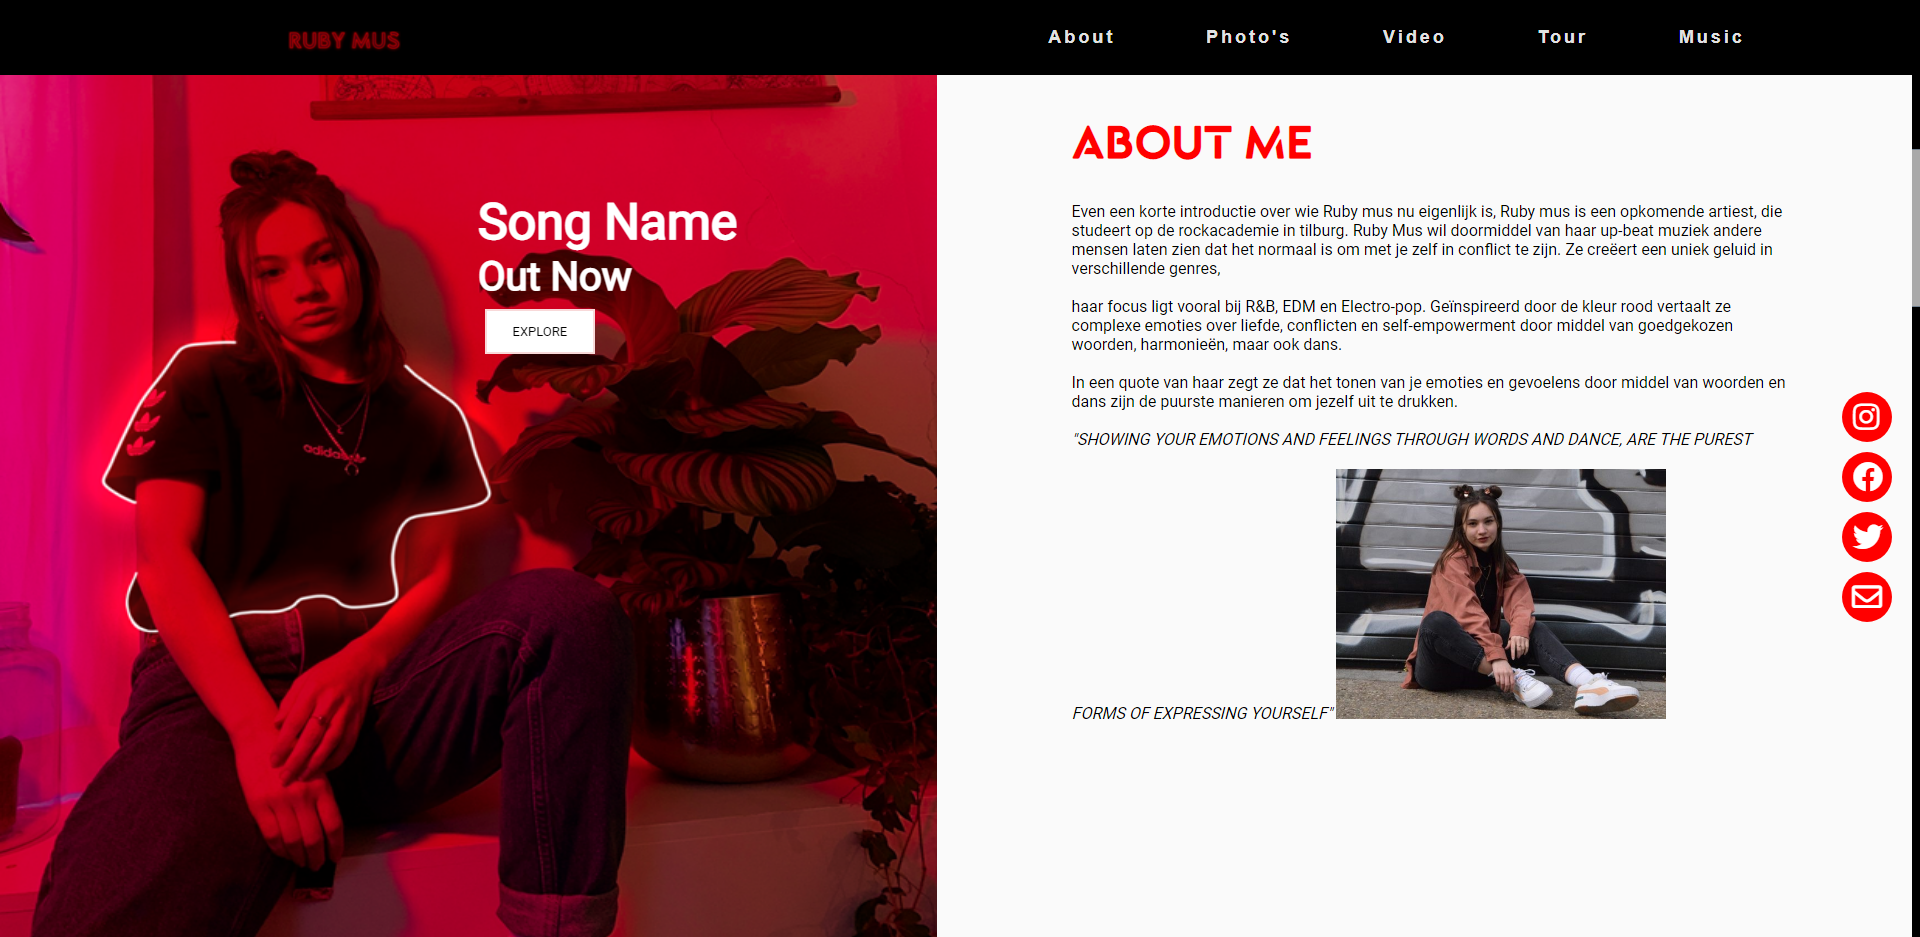 RUBY MUS
About
Photo's
Video
Tour
Music
Song Name
Out Now
EXPLORE
adidas
ABOUT ME
Even een korte introductie over wie Ruby mus nu eigenlijk is, Ruby mus is een opkomende artiest, die
studeert op de rockacademie in tilburg. Ruby Mus wil doormiddel van haar up-beat muziek andere
mensen laten zien dat het normaal is om met je zelf in conflict te zijn. Ze creëert een uniek geluid in
verschillende genres,
haar focus ligt vooral bij R&B, EDM en Electro-pop. Geïnspireerd door de kleur rood vertaalt ze
complexe emoties over liefde, conflicten en self-empowerment door middel van goedgekozen
woorden, harmonieën, maar ook dans.
In een quote van haar zegt ze dat het tonen van je emoties en gevoelens door middel van woorden en
dans zijn de puurste manieren om jezelf uit te drukken.
"SHOWING YOUR EMOTIONS AND FEELINGS THROUGH WORDS AND DANCE, ARE THE PUREST
FORMS OF EXPRESSING YOURSELF"